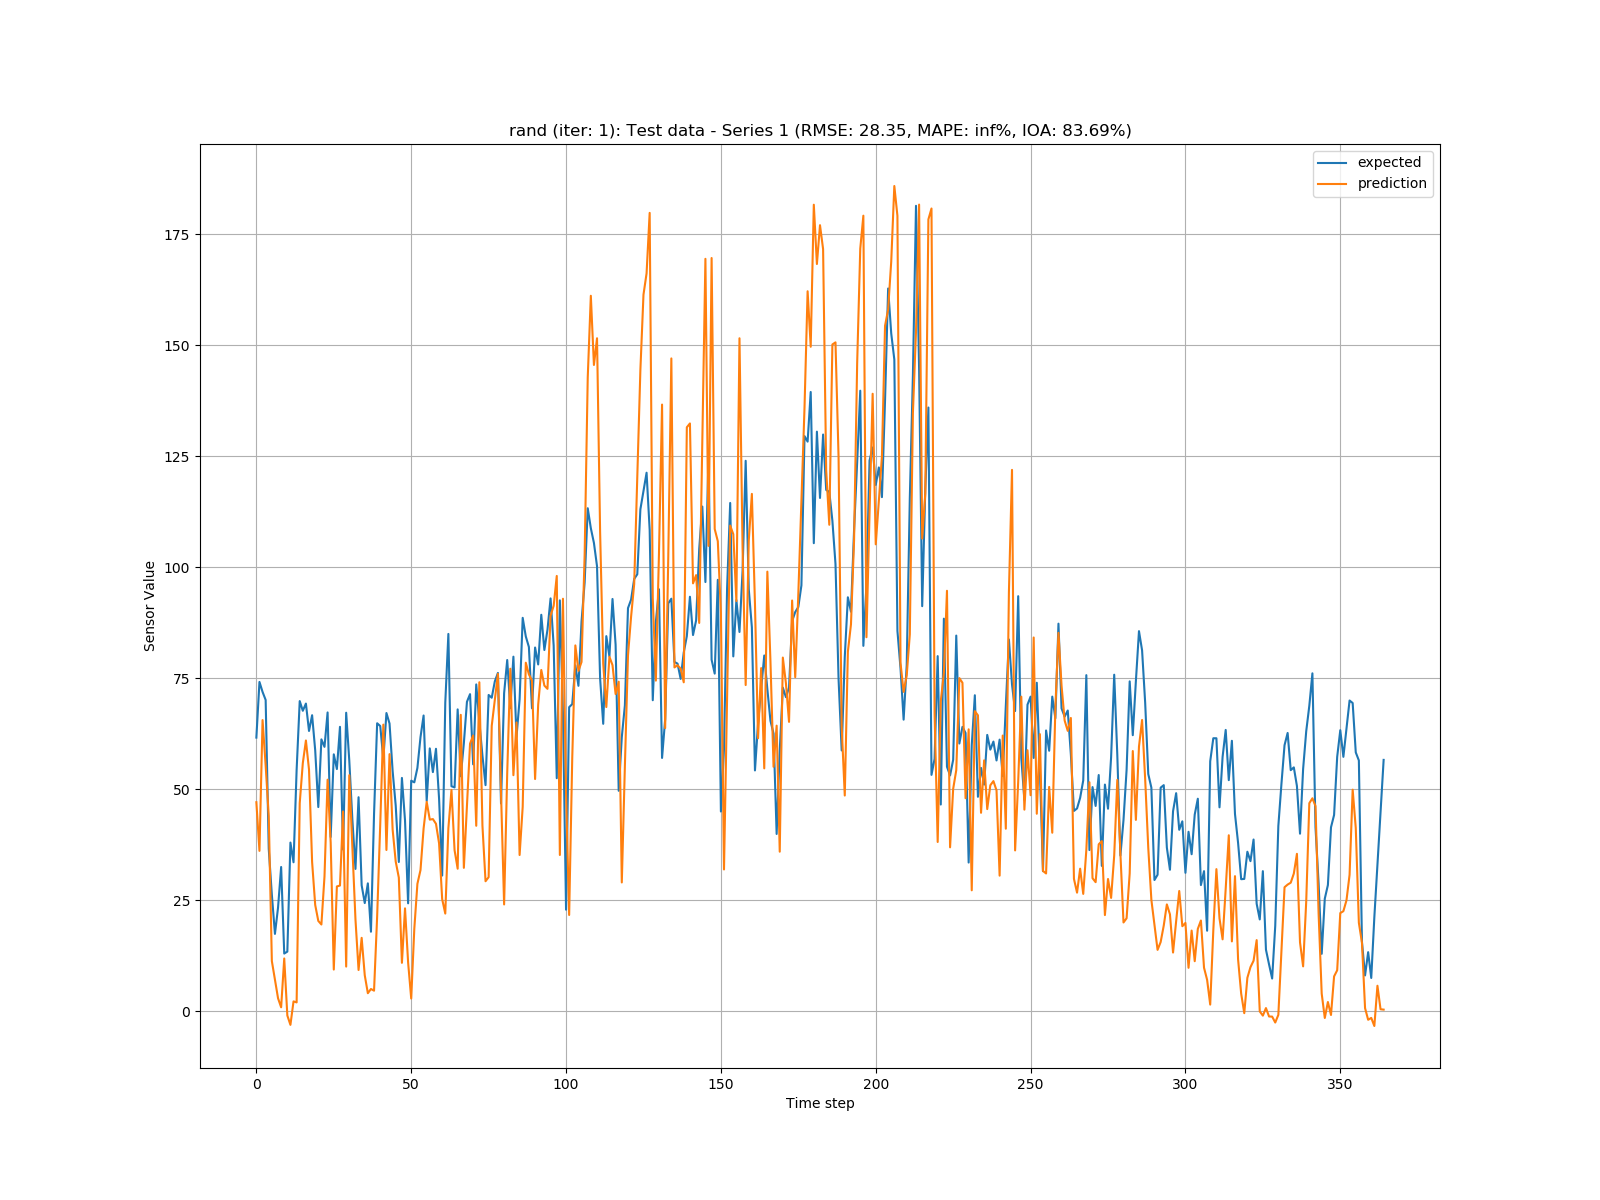 rand (iter: 1): Test data - Series 1 (RMSE: 28.35, MAPE: inf%, IOA: 83.69%)
expected
prediction
175
150
125
100
75
50
25
0
Sensor Value
0 50 100 150 200 250 300 350
Time step